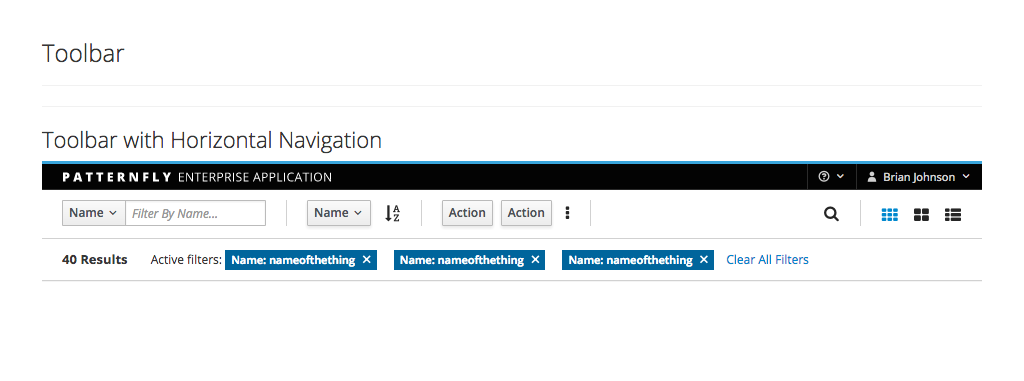 Toolbar
Toolbar with Horizontal Navigation
PATTERNFLY ENTERPRISE APPLICATION Brian Johnson
Name Filter By Name... Name A Z Action Action
40 Results Active filters: Name: nameofthething × Name: nameofthething × Name: nameofthething × Clear All Filters